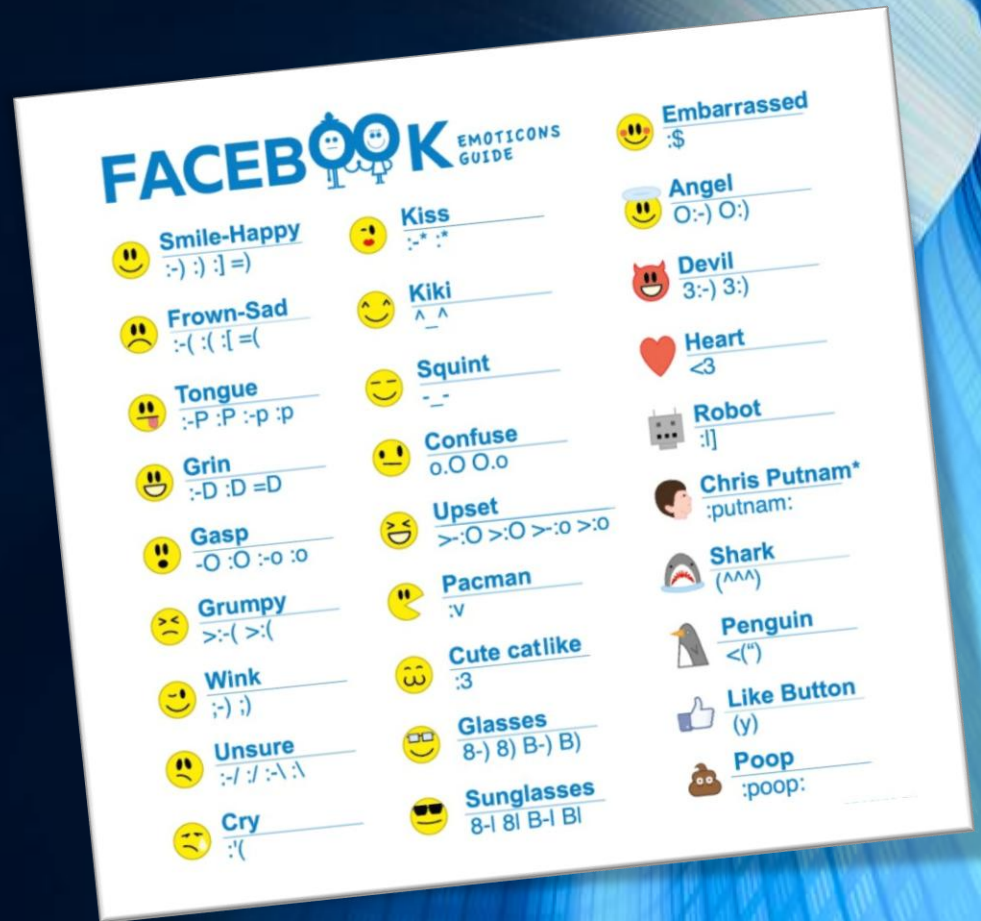 FACEBOOK
EMOTICONS
GUIDE
Smile-Happy
:-) :) :] =)
Frown-Sad
:-( :( :[ =(
Tongue
:-P :P :-p :p
Grin
:-D :D =D
Gasp
-O :O :-o :o
Grumpy
>:-( >:(
Wink
;-) ;)
Unsure
:-/ :/ :-\ :\
Cry
:'(
Kiss
:-* :*
Kiki
^_^
Squint
-_-
Confuse
o.O O.o
Upset
>-:O >:O >-:o >:o
Pacman
:v
Cute catlike
:3
Glasses
8-) 8) B-) B)
Sunglasses
8-l 8l B-l Bl
Embarrassed
:$
Angel
O:-) O:)
Devil
3:-) 3:)
Heart
<3
Robot
:l]
Chris Putnam*
:putnam:
Shark
(^^^)
Penguin
<(“)
Like Button
(y)
Poop
:poop: